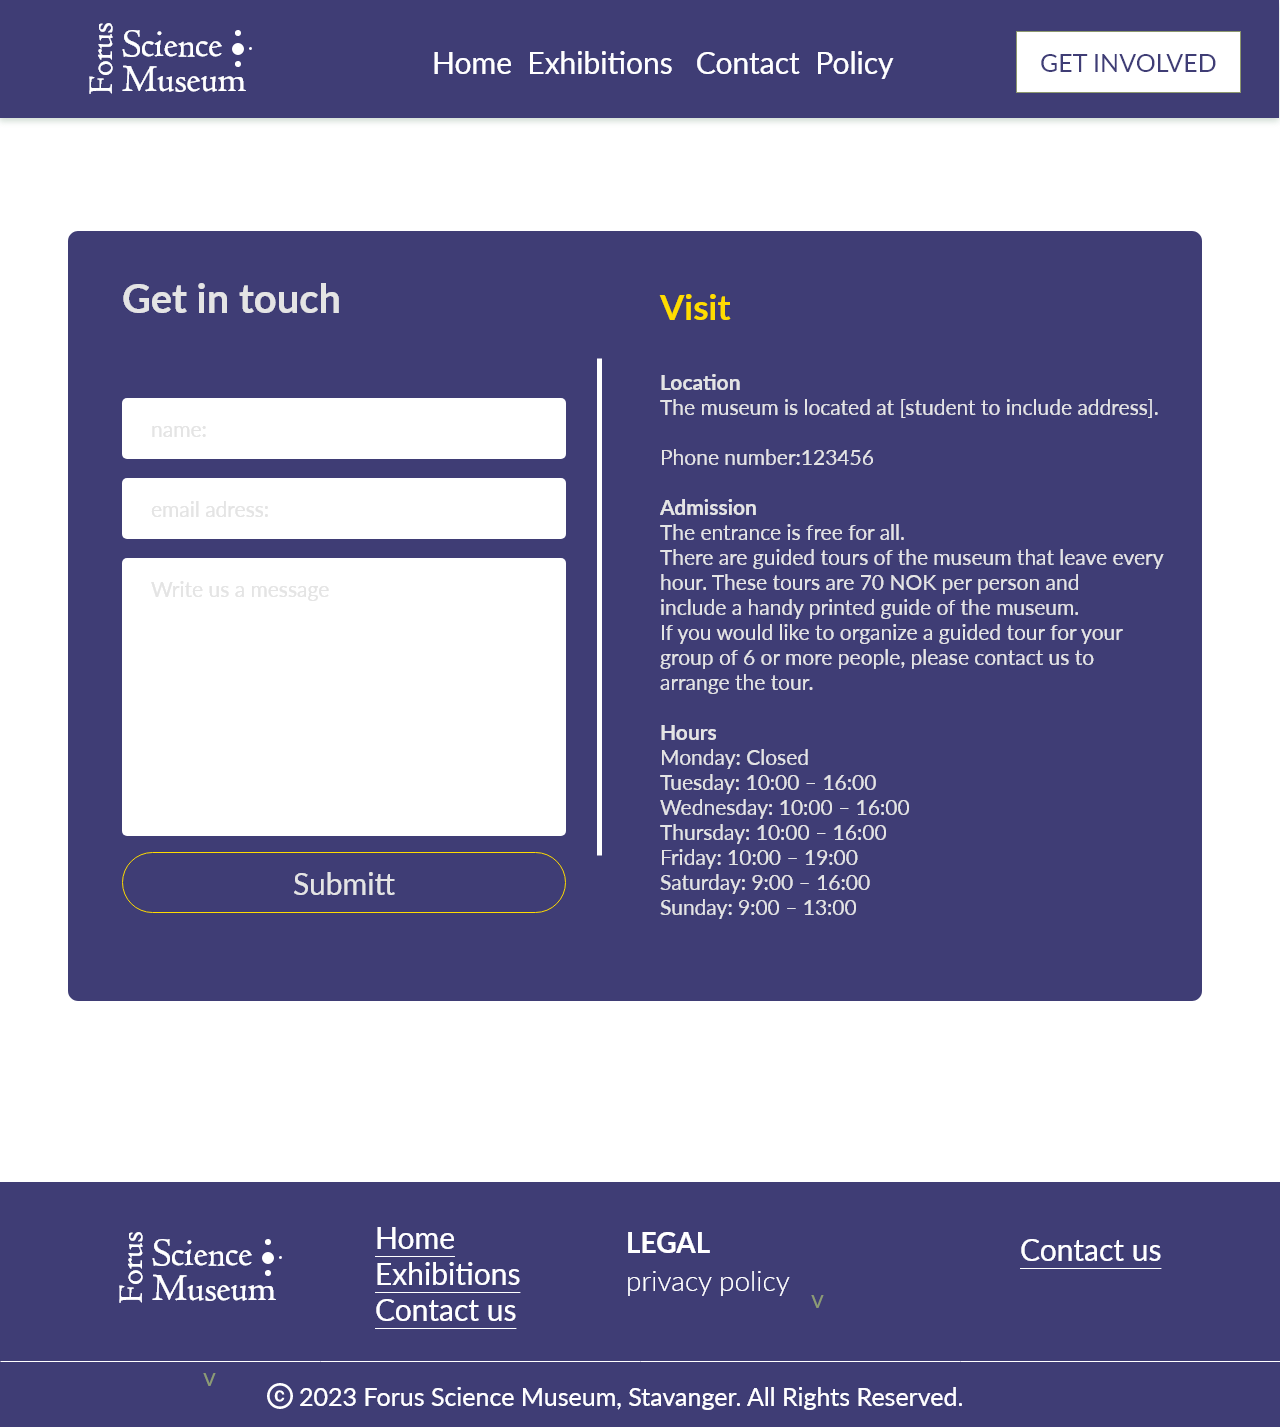 Forus Science Museum
Home Exhibitions Contact Policy
GET INVOLVED
Get in touch
name:
email adress:
Write us a message
Submitt
Visit
Location
The museum is located at [student to include address].
Phone number:123456
Admission
The entrance is free for all.
There are guided tours of the museum that leave every
hour. These tours are 70 NOK per person and
include a handy printed guide of the museum.
If you would like to organize a guided tour for your
group of 6 or more people, please contact us to
arrange the tour.
Hours
Monday: Closed
Tuesday: 10:00 – 16:00
Wednesday: 10:00 – 16:00
Thursday: 10:00 – 16:00
Friday: 10:00 – 19:00
Saturday: 9:00 – 16:00
Sunday: 9:00 – 13:00
Forus Science Museum
Home
Exhibitions
Contact us
LEGAL
privacy policy
v
Contact us
v
© 2023 Forus Science Museum, Stavanger. All Rights Reserved.